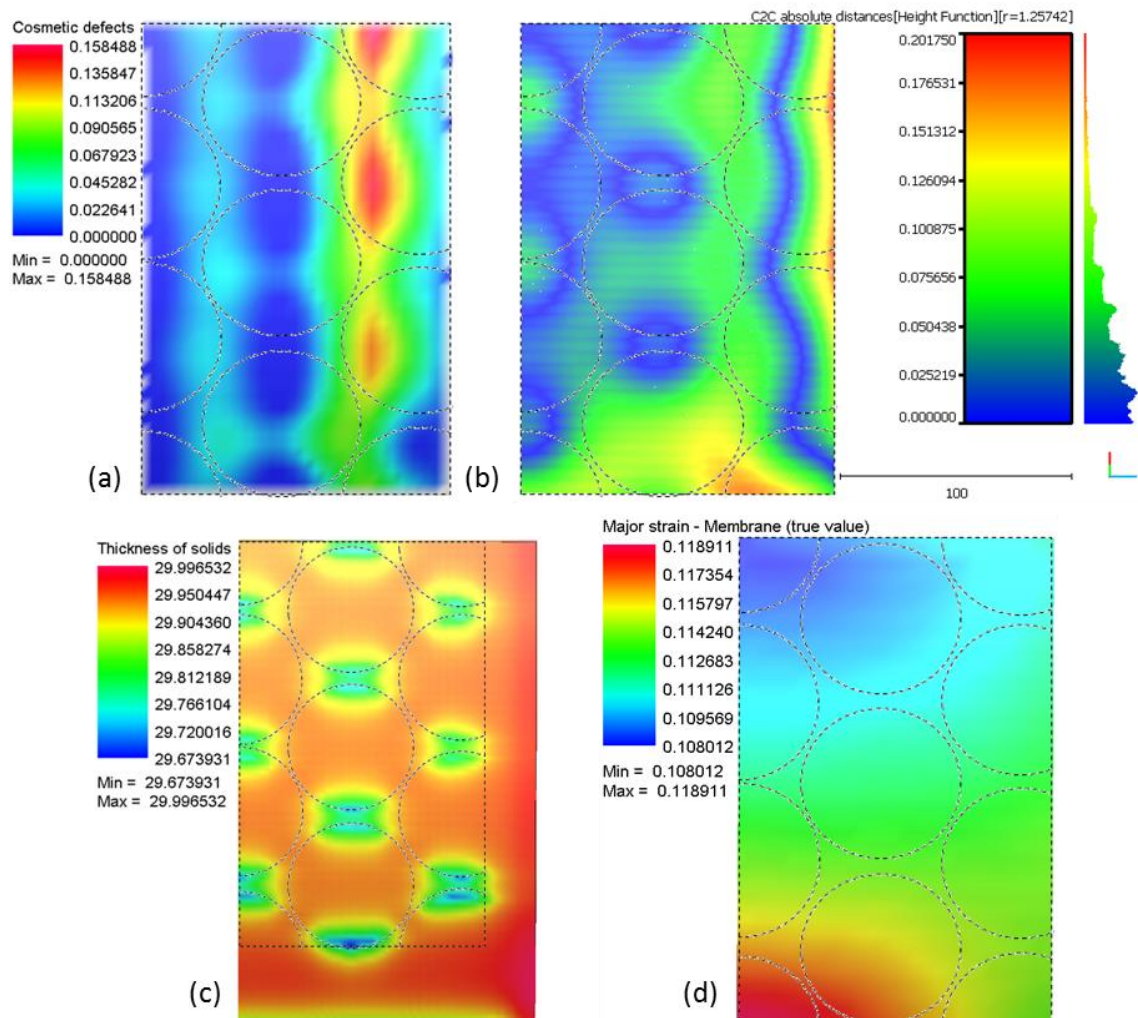 Cosmetic defects
0.158488
0.135847
0.113206
0.090565
0.067923
0.045282
0.022641
0.000000
Min = 0.000000
Max = 0.158488
(a)
C2C absolute distances[Height Function][r=1.25742]
0.201750
0.176531
0.151312
0.126094
0.100875
0.075656
0.050438
0.025219
0.000000
100
(b)
Thickness of solids
29.996532
29.950447
29.904360
29.858274
29.812189
29.766104
29.720016
29.673931
Min = 29.673931
Max = 29.996532
(c)
Major strain - Membrane (true value)
0.118911
0.117354
0.115797
0.114240
0.112683
0.111126
0.109569
0.108012
Min = 0.108012
Max = 0.118911
(d)